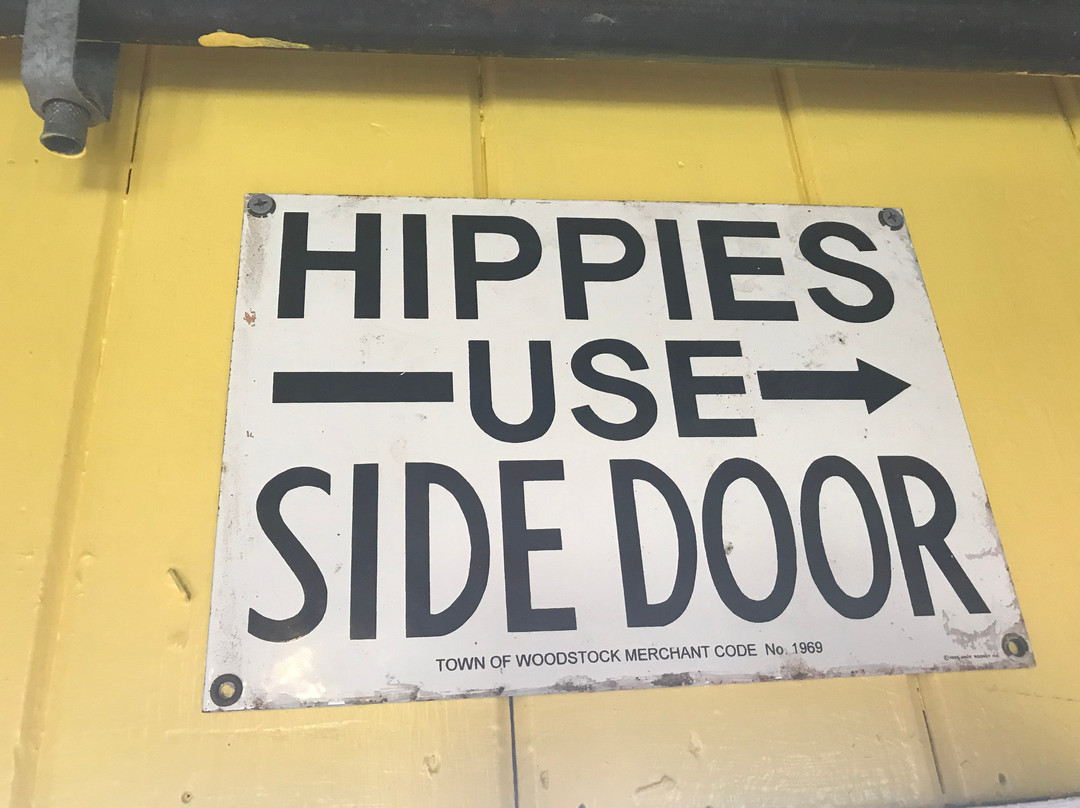 HIPPIES
USE
SIDE DOOR
TOWN OF WOODSTOCK MERCHANT CODE No. 1969